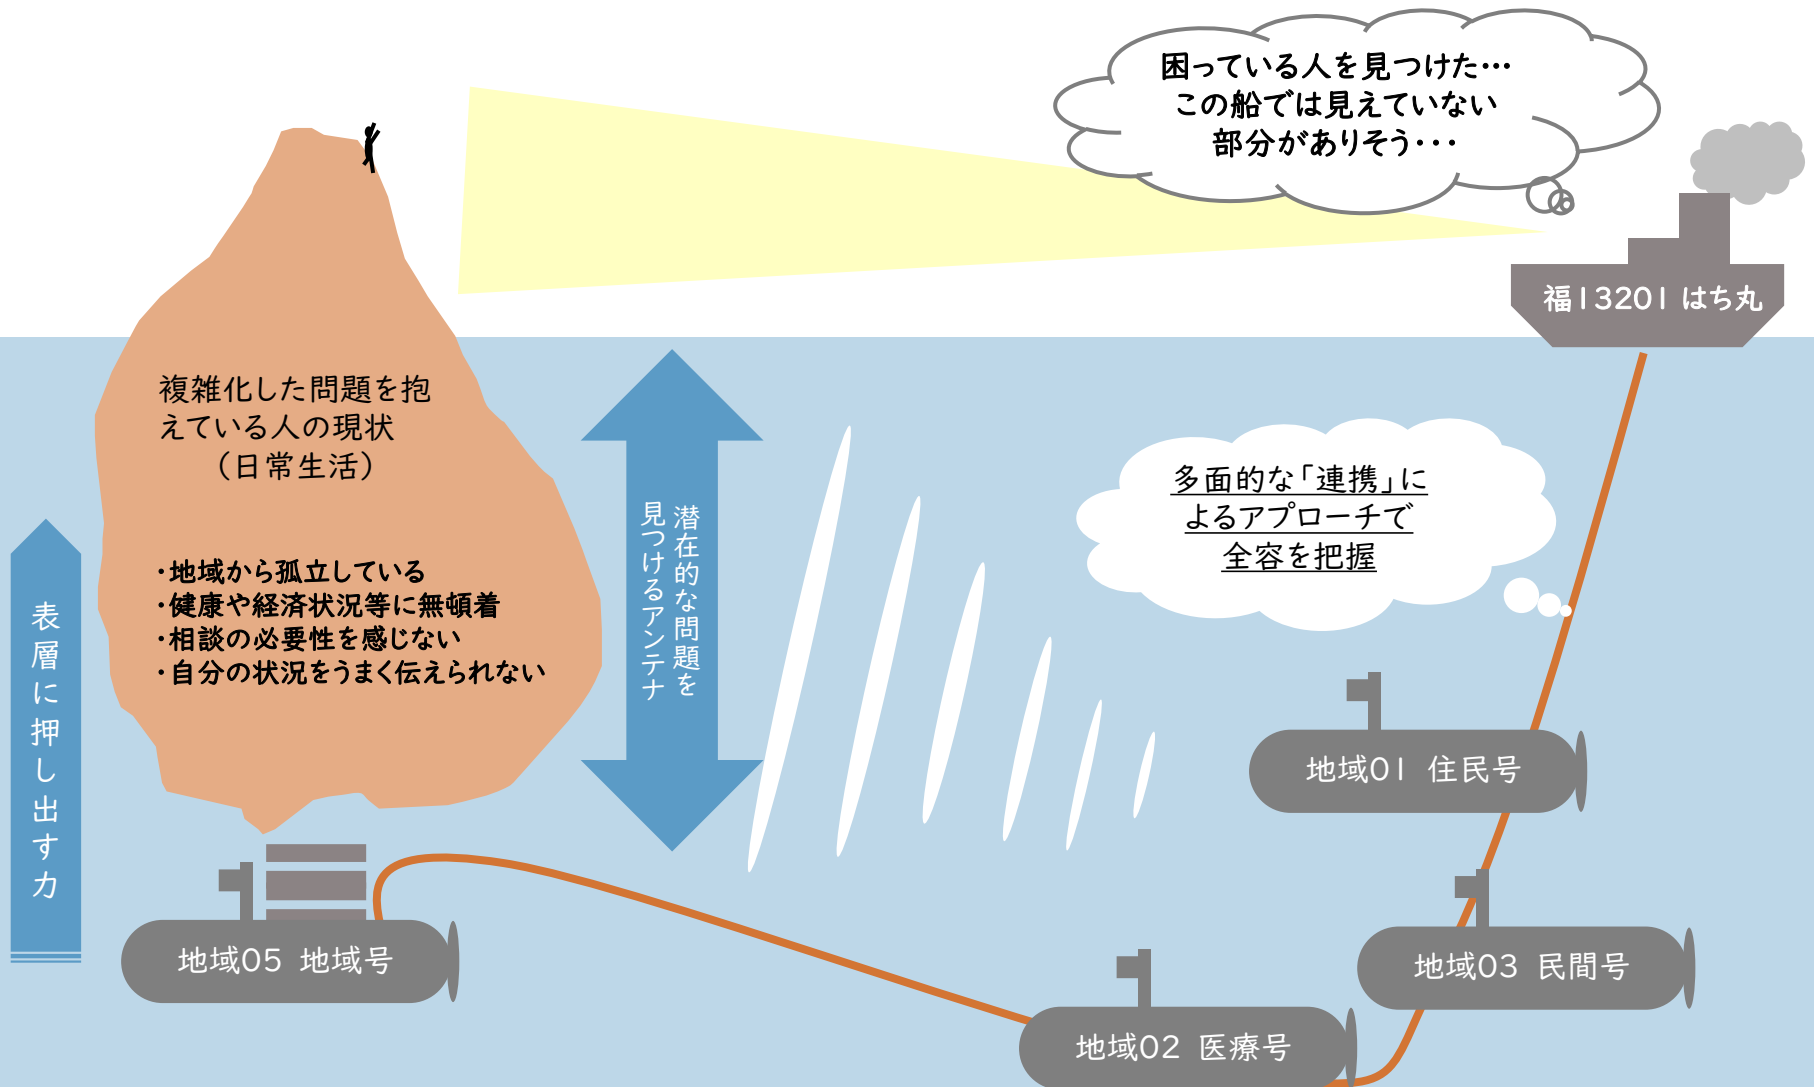 困っている人を見つけた…
この船では見えていない
部分がありそう・・・
福13201はち丸
複雑化した問題を抱
えている人の現状
（日常生活）
・地域から孤立している
・健康や経済状況等に無頓着
・相談の必要性を感じない
・自分の状況をうまく伝えられない
表層に押し出す力
潜在的な問題を
見つけるアンテナ
多面的な「連携」に
よるアプローチで
全容を把握
地域01 住民号
地域05 地域号
地域03 民間号
地域02 医療号